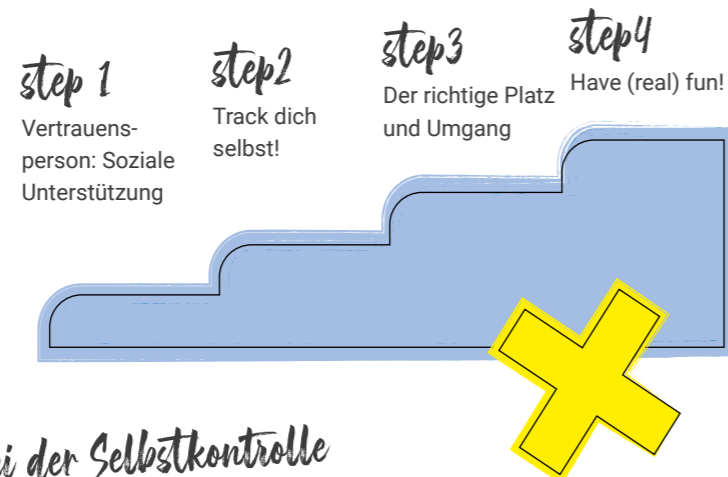 step 1
Vertrauens-
person: Soziale
Unterstützung
step2
Track dich
selbst!
step3
Der richtige Platz
und Umgang
step4
Have (real) fun!
der Selbstkontrolle